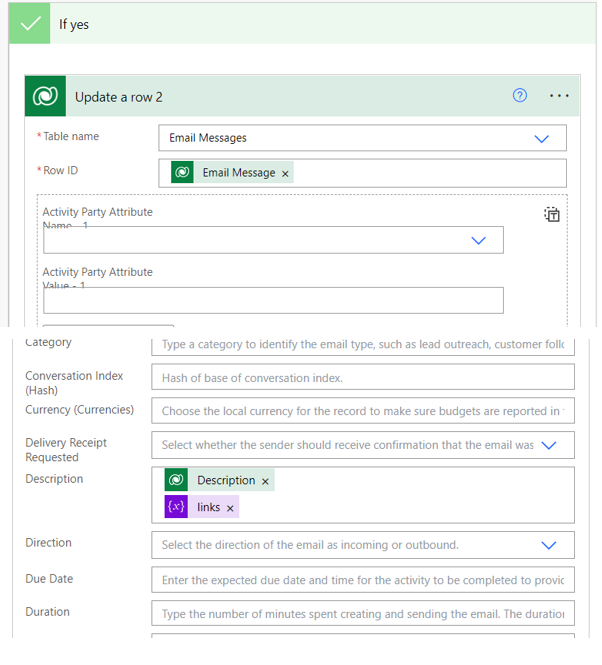 If yes
Update a row 2
* Table name
Email Messages
* Row ID
Email Message ×
Activity Party Attribute
Name - 1
Activity Party Attribute
Value - 1
Category
Type a category to identify the email type, such as lead outreach, customer foll
Conversation Index
(Hash)
Hash of base of conversation index.
Currency (Currencies)
Choose the local currency for the record to make sure budgets are reported in
Delivery Receipt
Requested
Select whether the sender should receive confirmation that the email was
Description
Description ×
{x} links ×
Direction
Select the direction of the email as incoming or outbound.
Due Date
Enter the expected due date and time for the activity to be completed to provic
Duration
Type the number of minutes spent creating and sending the email. The duratio